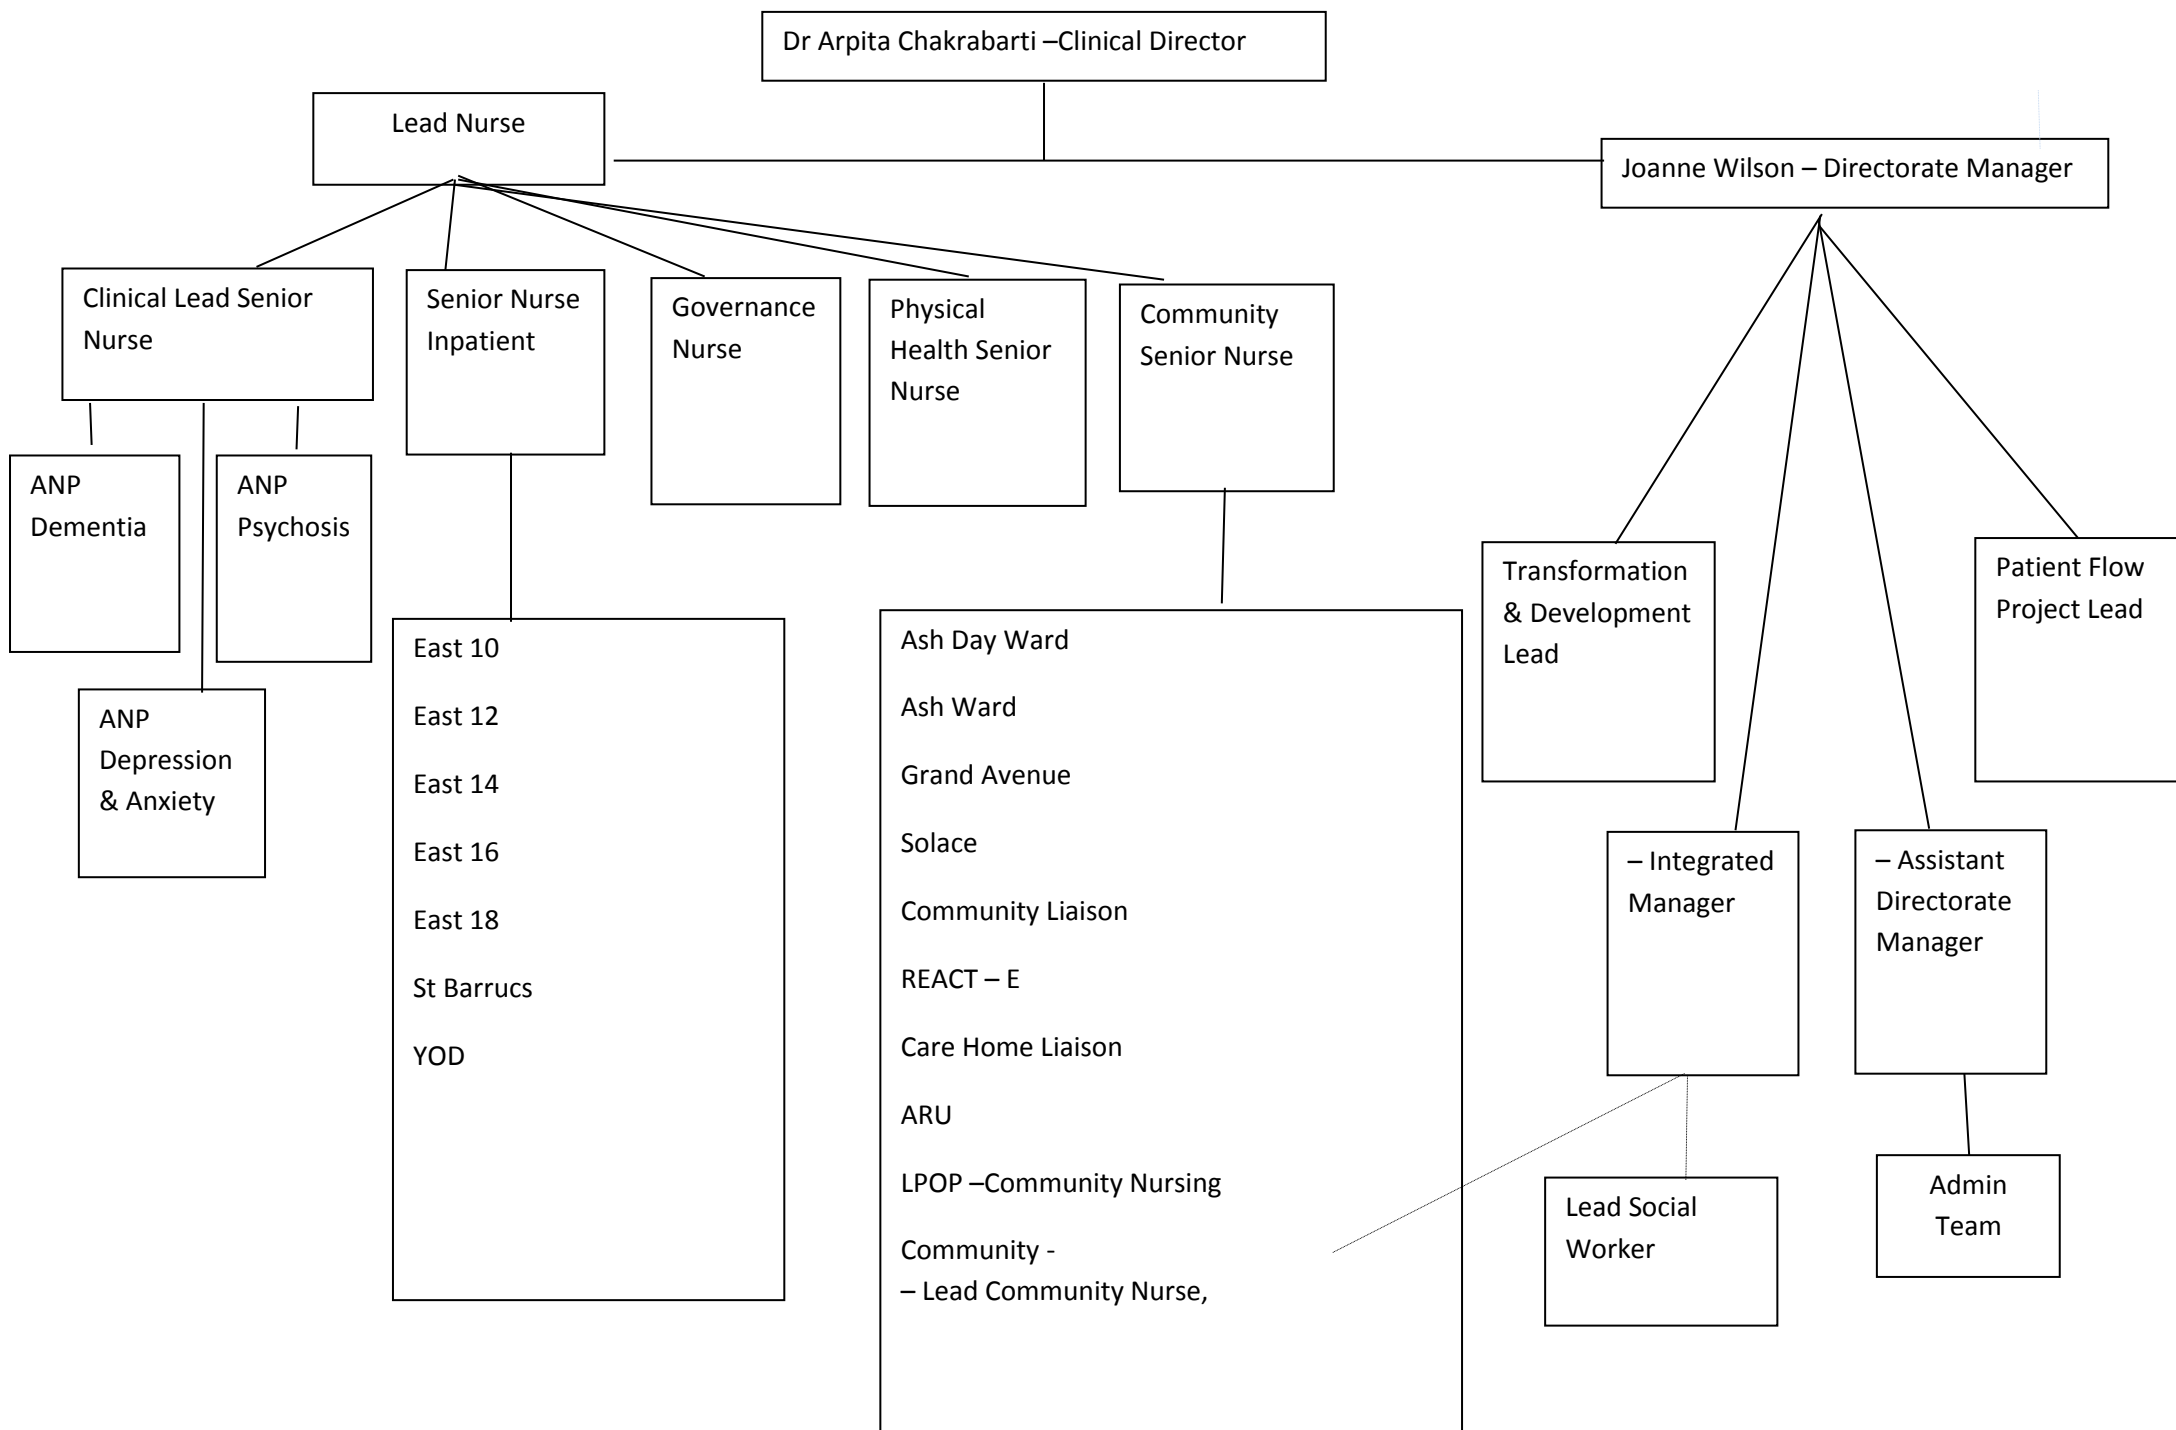 Dr Arpita Chakrabarti –Clinical Director
Lead Nurse
Joanne Wilson – Directorate Manager
Clinical Lead Senior
Nurse
Senior Nurse
Inpatient
Governance
Nurse
Physical
Health Senior
Nurse
Community
Senior Nurse
ANP
Dementia
ANP
Psychosis
ANP
Depression
& Anxiety
East 10
East 12
East 14
East 16
East 18
St Barrucs
YOD
Ash Day Ward
Ash Ward
Grand Avenue
Solace
Community Liaison
REACT – E
Care Home Liaison
ARU
LPOP –Community Nursing
Community -
– Lead Community Nurse,
Transformation
& Development
Lead
Patient Flow
Project Lead
– Integrated
Manager
– Assistant
Directorate
Manager
Lead Social
Worker
Admin
Team